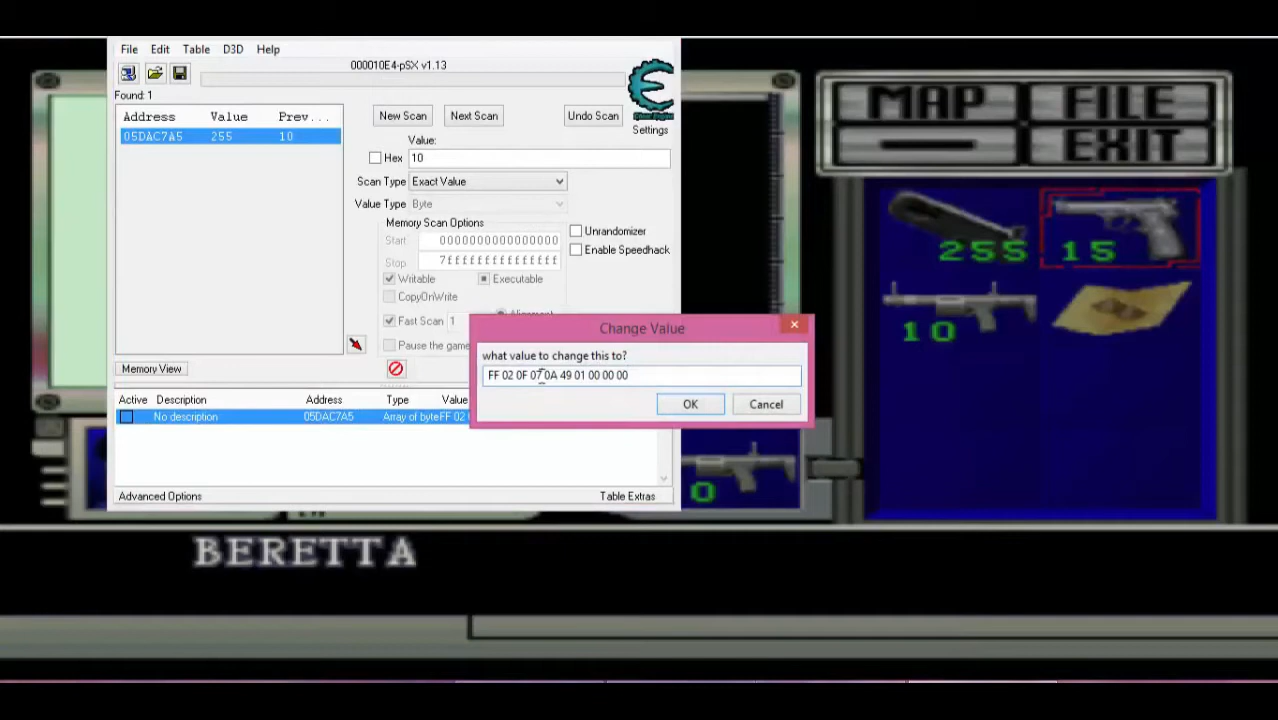 File Edit Table D3D Help
000010E4-pSX v1.13
Found: 1
Address Value Prev...
05DAC7A5 255 10
New Scan Next Scan Undo Scan
Settings
Value:
Hex 10
Scan Type Exact Value
Value Type Byte
Memory Scan Options
Start 0000000000000000
Stop 7fffffffffffffff
Unrandomizer
Enable Speedhack
Writable Executable
CopyOnWrite
Fast Scan 1
Pause the game
Memory View
Active Description Address Type Value
No description 05DAC7A5 Array of byte FF 02
Advanced Options Table Extras
Change Value
what value to change this to?
FF 02 0F 07 0A 49 01 00 00 00
OK Cancel
MAP FILE
EXIT
255 15
10
0
BERETTA